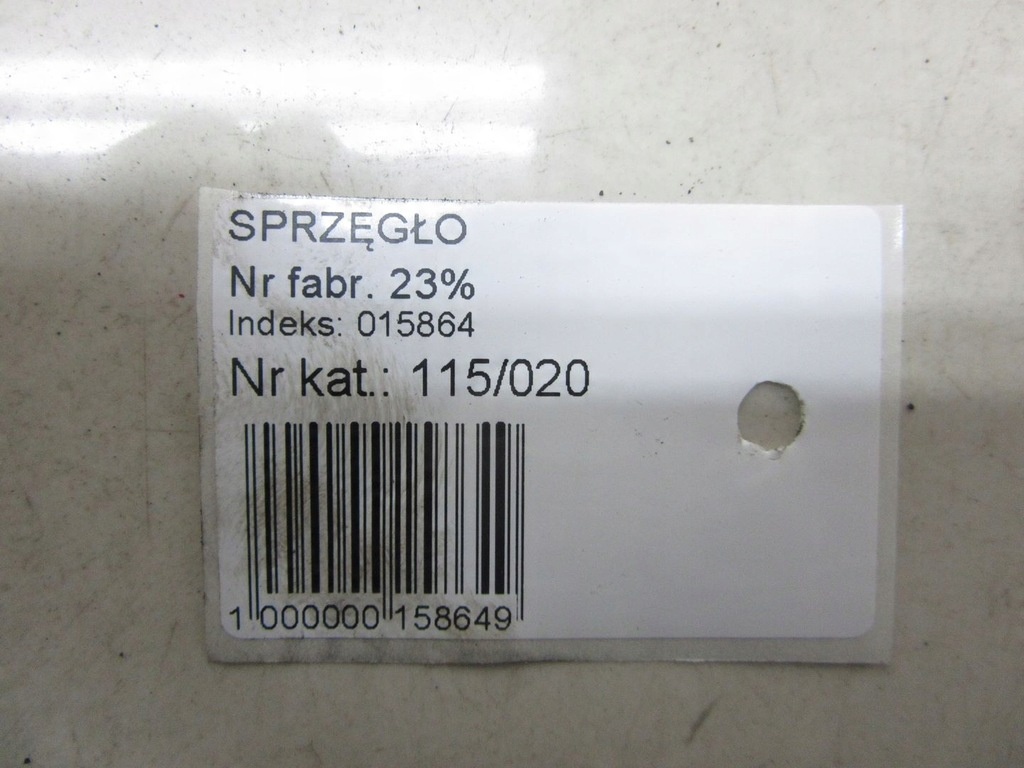 SPRZĘGŁO
Nr fabr. 23%
Indeks: 015864
Nr kat.: 115/020
1 000000 158649